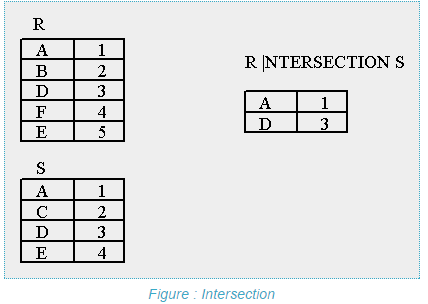 R
A 1
B 2
D 3
F 4
E 5
R |NTERSECTION S
A 1
D 3
S
A 1
C 2
D 3
E 4
Figure : Intersection